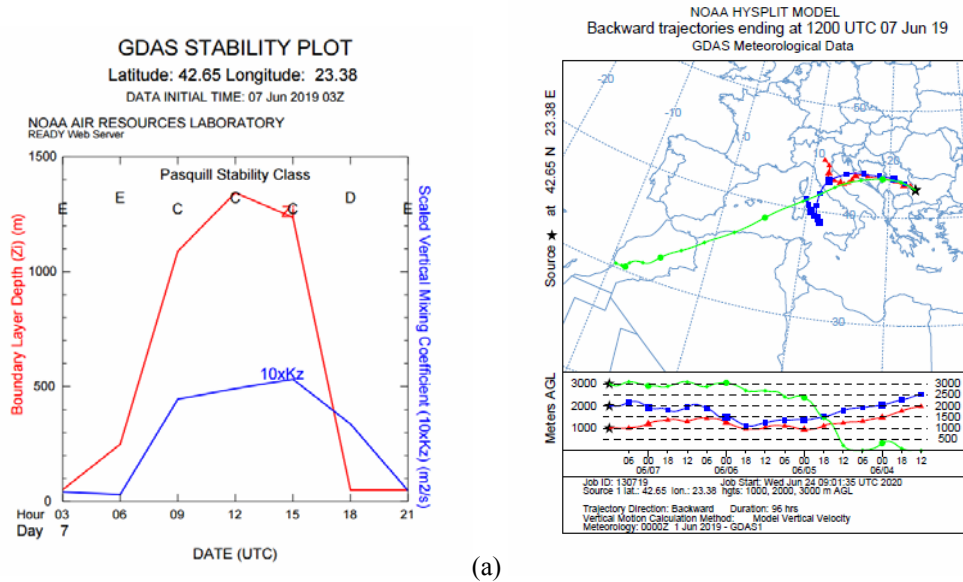 GDAS STABILITY PLOT
Latitude: 42.65 Longitude: 23.38
DATA INITIAL TIME: 07 Jun 2019 03Z
NOAA AIR RESOURCES LABORATORY
READY Web Server
Pasquill Stability Class
E E C C C D E
Zi
10xKz
Boundary Layer Depth (Zi) (m)
Scaled Vertical Mixing Coefficient (10xKz) (m2/s)
1500
1000
500
0
Hour 03 06 09 12 15 18 21
Day 7
DATE (UTC)
(a)
NOAA HYSPLIT MODEL
Backward trajectories ending at 1200 UTC 07 Jun 19
GDAS Meteorological Data
Source ★ at 42.65 N 23.38 E
-20
-10
0
10
20
50
40
30
Meters AGL
3000 3000
2500
2000 2000
1500
1000 1000
500
06 00 18 12 06 00 18 12 06 00 18 12 06 00 18 12
06/07 06/06 06/05 06/04
Job ID: 130719 Job Start: Wed Jun 24 09:01:35 UTC 2020
Source 1 lat.: 42.65 lon.: 23.38 hgts: 1000, 2000, 3000 m AGL
Trajectory Direction: Backward Duration: 96 hrs
Vertical Motion Calculation Method: Model Vertical Velocity
Meteorology: 0000Z 1 Jun 2019 - GDAS1